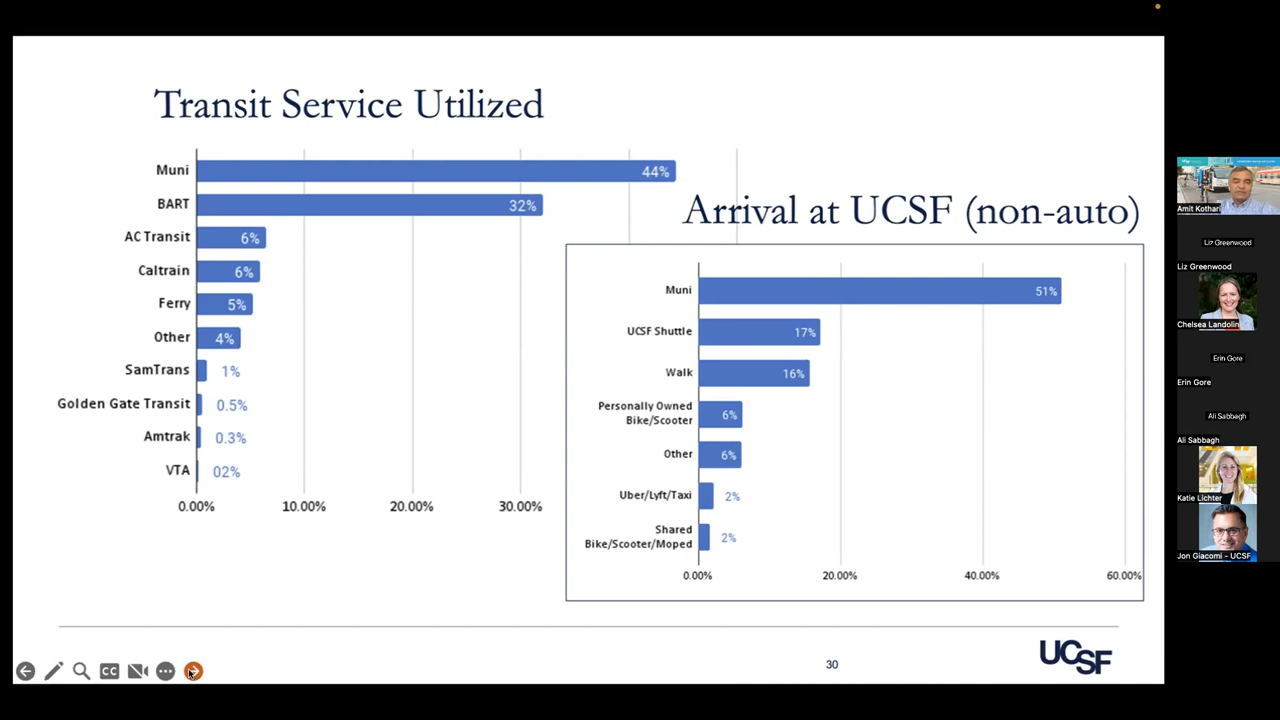 Transit Service Utilized
Muni
44%
BART
32%
AC Transit
6%
Caltrain
6%
Ferry
5%
Other
4%
SamTrans
1%
Golden Gate Transit
0.5%
Amtrak
0.3%
VTA
02%
0.00%
10.00%
20.00%
30.00%
Arrival at UCSF (non-auto)
Muni
51%
UCSF Shuttle
17%
Walk
16%
Personally Owned
Bike/Scooter
6%
Other
6%
Uber/Lyft/Taxi
2%
Shared
Bike/Scooter/Moped
2%
0.00%
20.00%
40.00%
60.00%
CC
30
UCSF
Amit Kothari
Liz Greenwood
Liz Greenwood
Chelsea Landolin
Erin Gore
Erin Gore
Ali Sabbagh
Ali Sabbagh
Katie Lichter
Jon Giacomi - UCSF